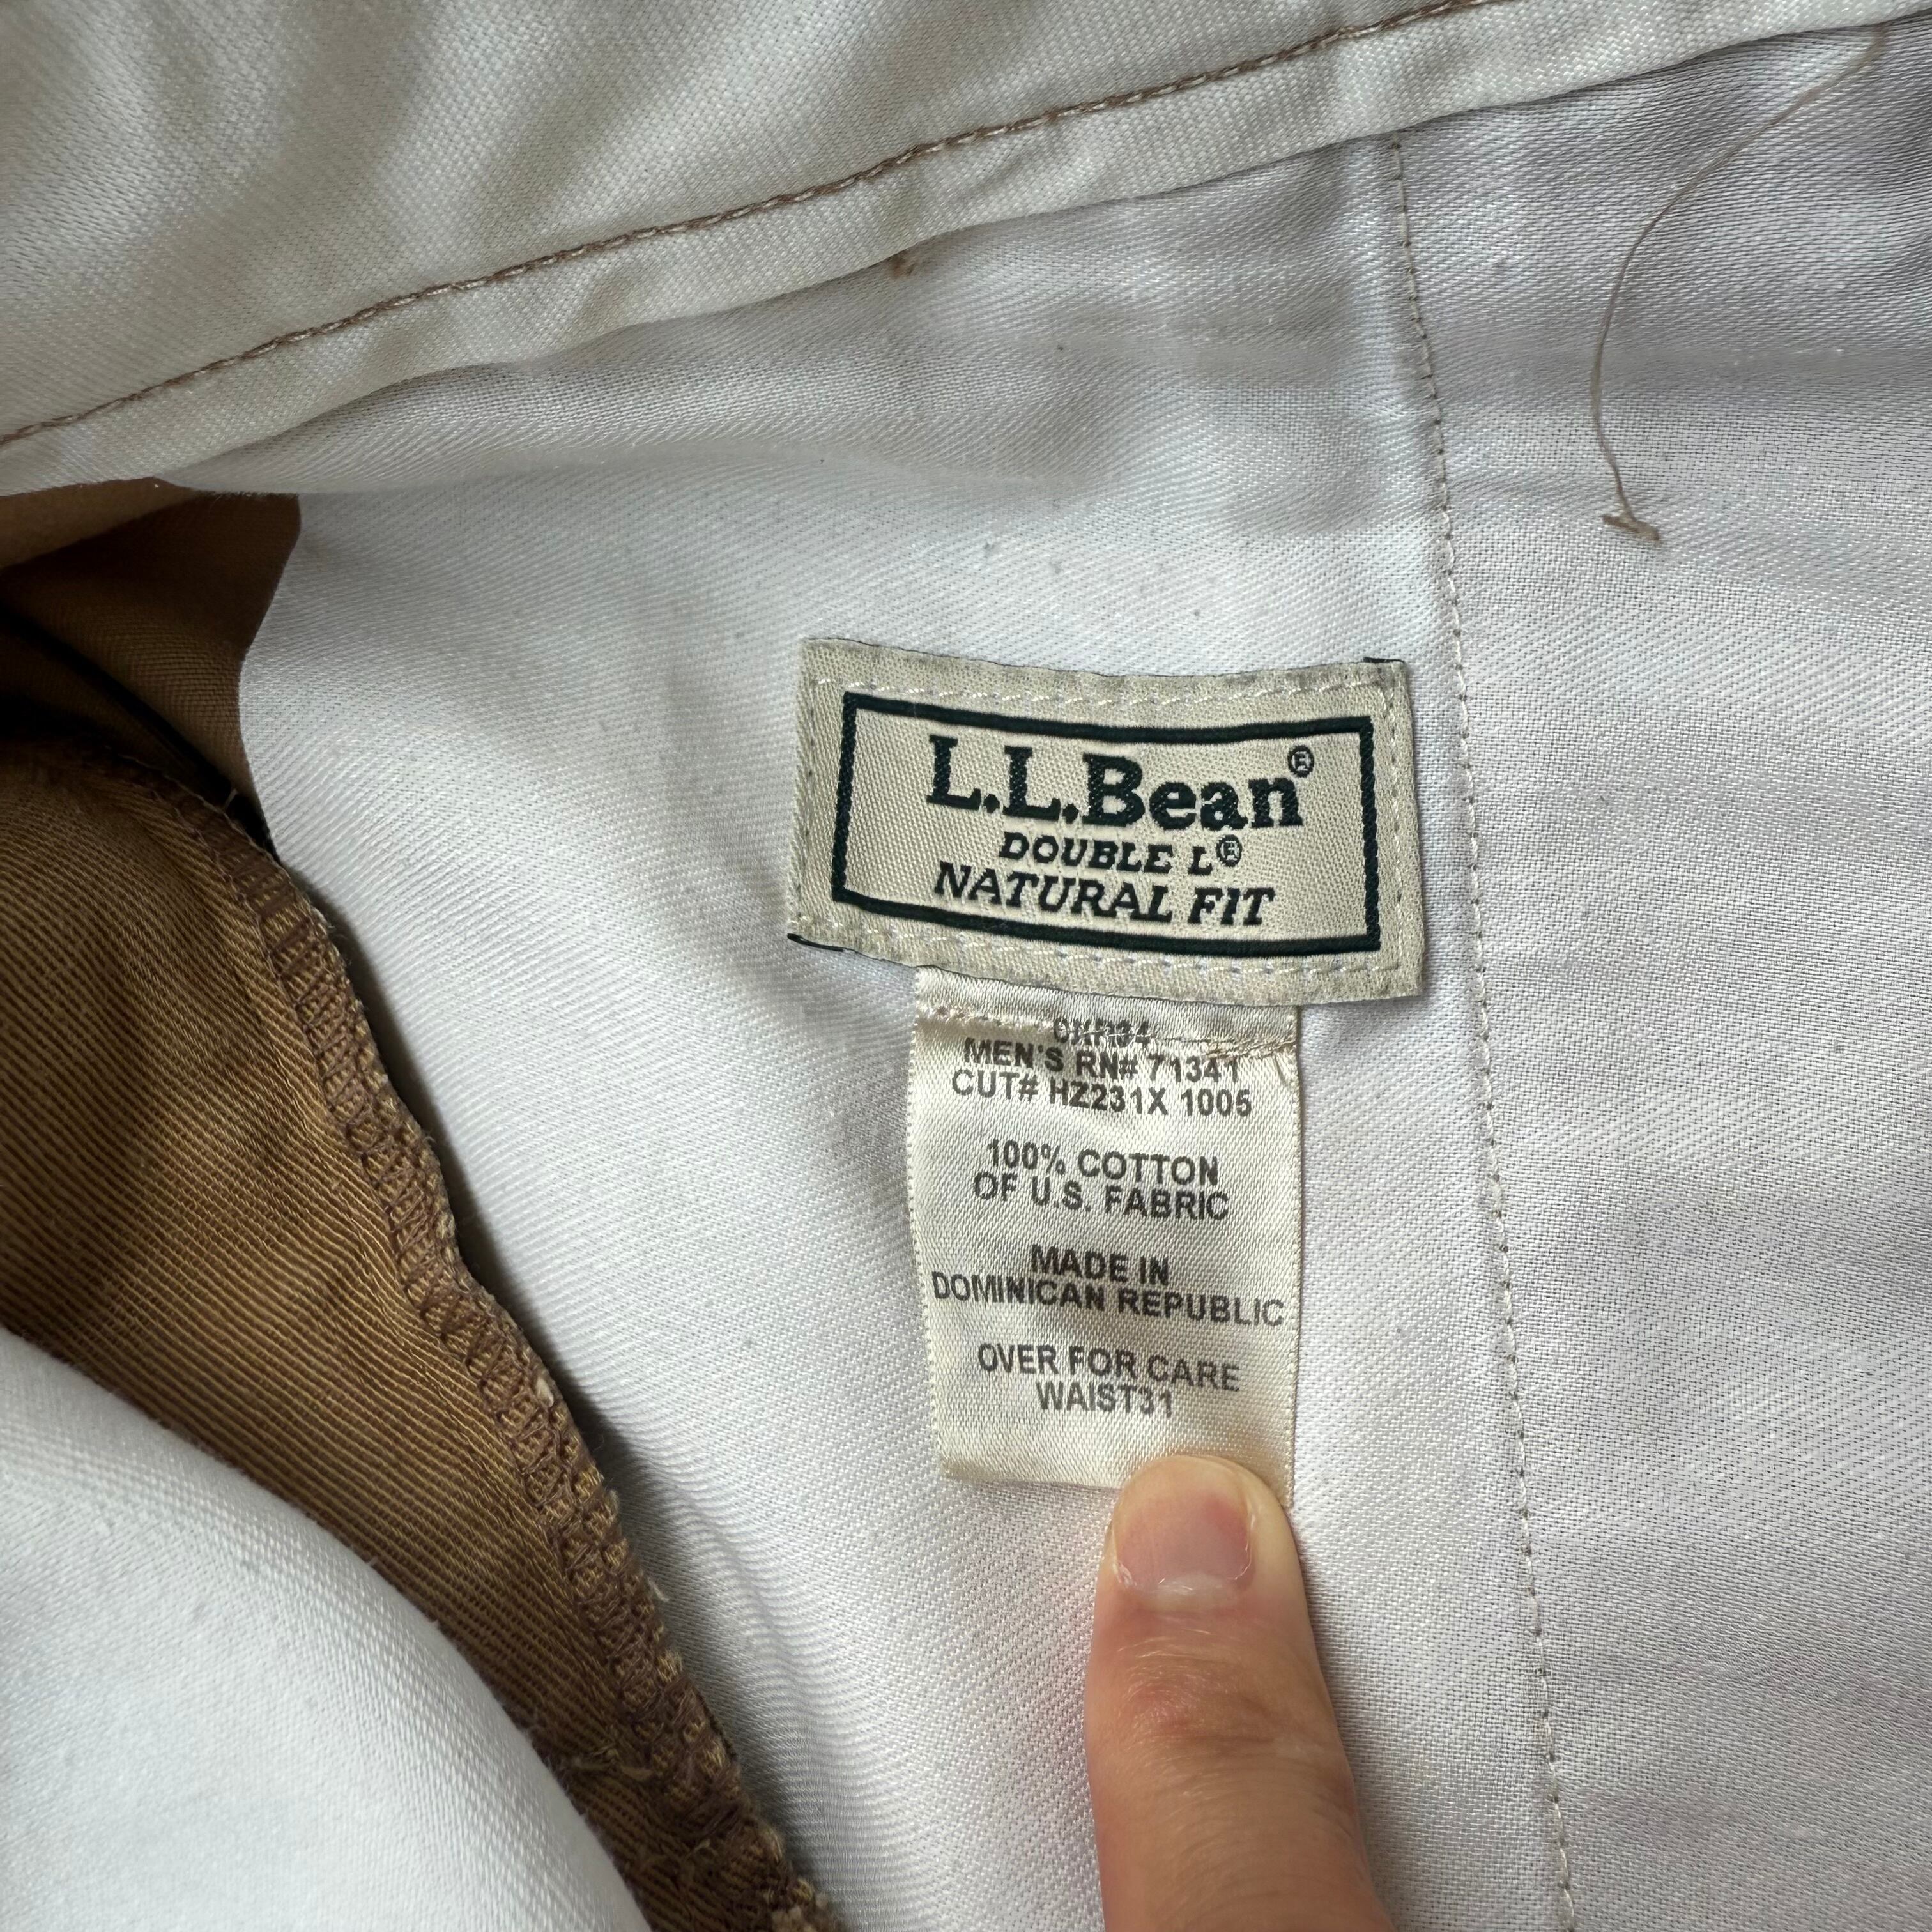 L.L.Bean®
DOUBLE L®
NATURAL FIT
MEN'S RN# 71341
CUT# HZ231X 1005
100% COTTON
OF U.S. FABRIC
MADE IN
DOMINICAN REPUBLIC
OVER FOR CARE
WAIST31